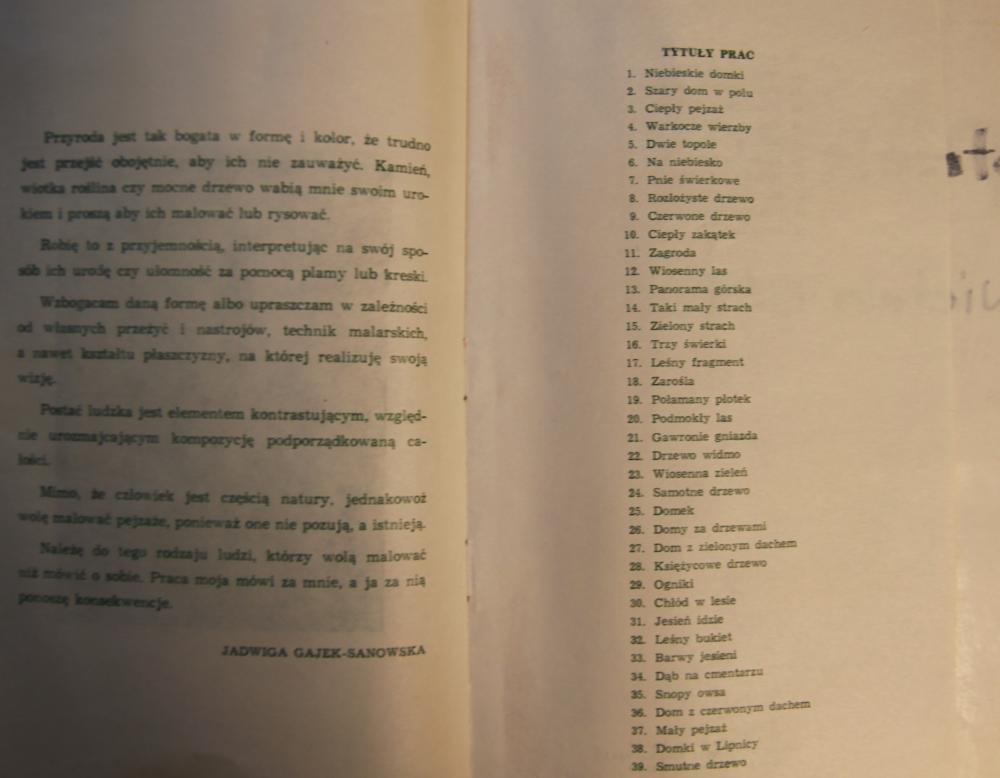 Przyroda jest tak bogata w formę i kolor, że trudno
jest przejść obojętnie, aby ich nie zauważyć. Kamień,
wiotka roślina czy mocne drzewo wabią mnie swoim uro-
kiem i proszą aby ich malować lub rysować.
Robię to z przyjemnością, interpretując na swój spo-
sób ich urodę czy ułomność za pomocą plamy lub kreski.
Wzbogacam daną formę albo upraszczam w zależności
od własnych przeżyć i nastrojów, technik malarskich,
a nawet kształtu płaszczyzny, na której realizuję swoją
wizję.
Postać ludzka jest elementem kontrastującym, względ-
nie urozmajcającym kompozycję podporządkowaną ca-
łości.
Mimo, że człowiek jest częścią natury, jednakowoż
wolę malować pejzaże, ponieważ one nie pozują, a istnieją.
Należę do tego rodzaju ludzi, którzy wolą malować
niż mówić o sobie. Praca moja mówi za mnie, a ja za nią
ponoszę konsekwencje.
JADWIGA GAJEK-SANOWSKA
TYTUŁY PRAC
1. Niebieskie domki
2. Szary dom w polu
3. Ciepły pejzaż
4. Warkocze wierzby
5. Dwie topole
6. Na niebiesko
7. Pnie świerkowe
8. Rozłożyste drzewo
9. Czerwone drzewo
10. Ciepły zakątek
11. Zagroda
12. Wiosenny las
13. Panorama górska
14. Taki mały strach
15. Zielony strach
16. Trzy świerki
17. Leśny fragment
18. Zarośla
19. Połamany płotek
20. Podmokły las
21. Gawronie gniazda
22. Drzewo widmo
23. Wiosenna zieleń
24. Samotne drzewo
25. Domek
26. Domy za drzewami
27. Dom z zielonym dachem
28. Księżycowe drzewo
29. Ogniki
30. Chłód w lesie
31. Jesień idzie
32. Leśny bukiet
33. Barwy jesieni
34. Dąb na cmentarzu
35. Snopy owsa
36. Dom z czerwonym dachem
37. Mały pejzaż
38. Domki w Lipnicy
39. Smutne drzewo